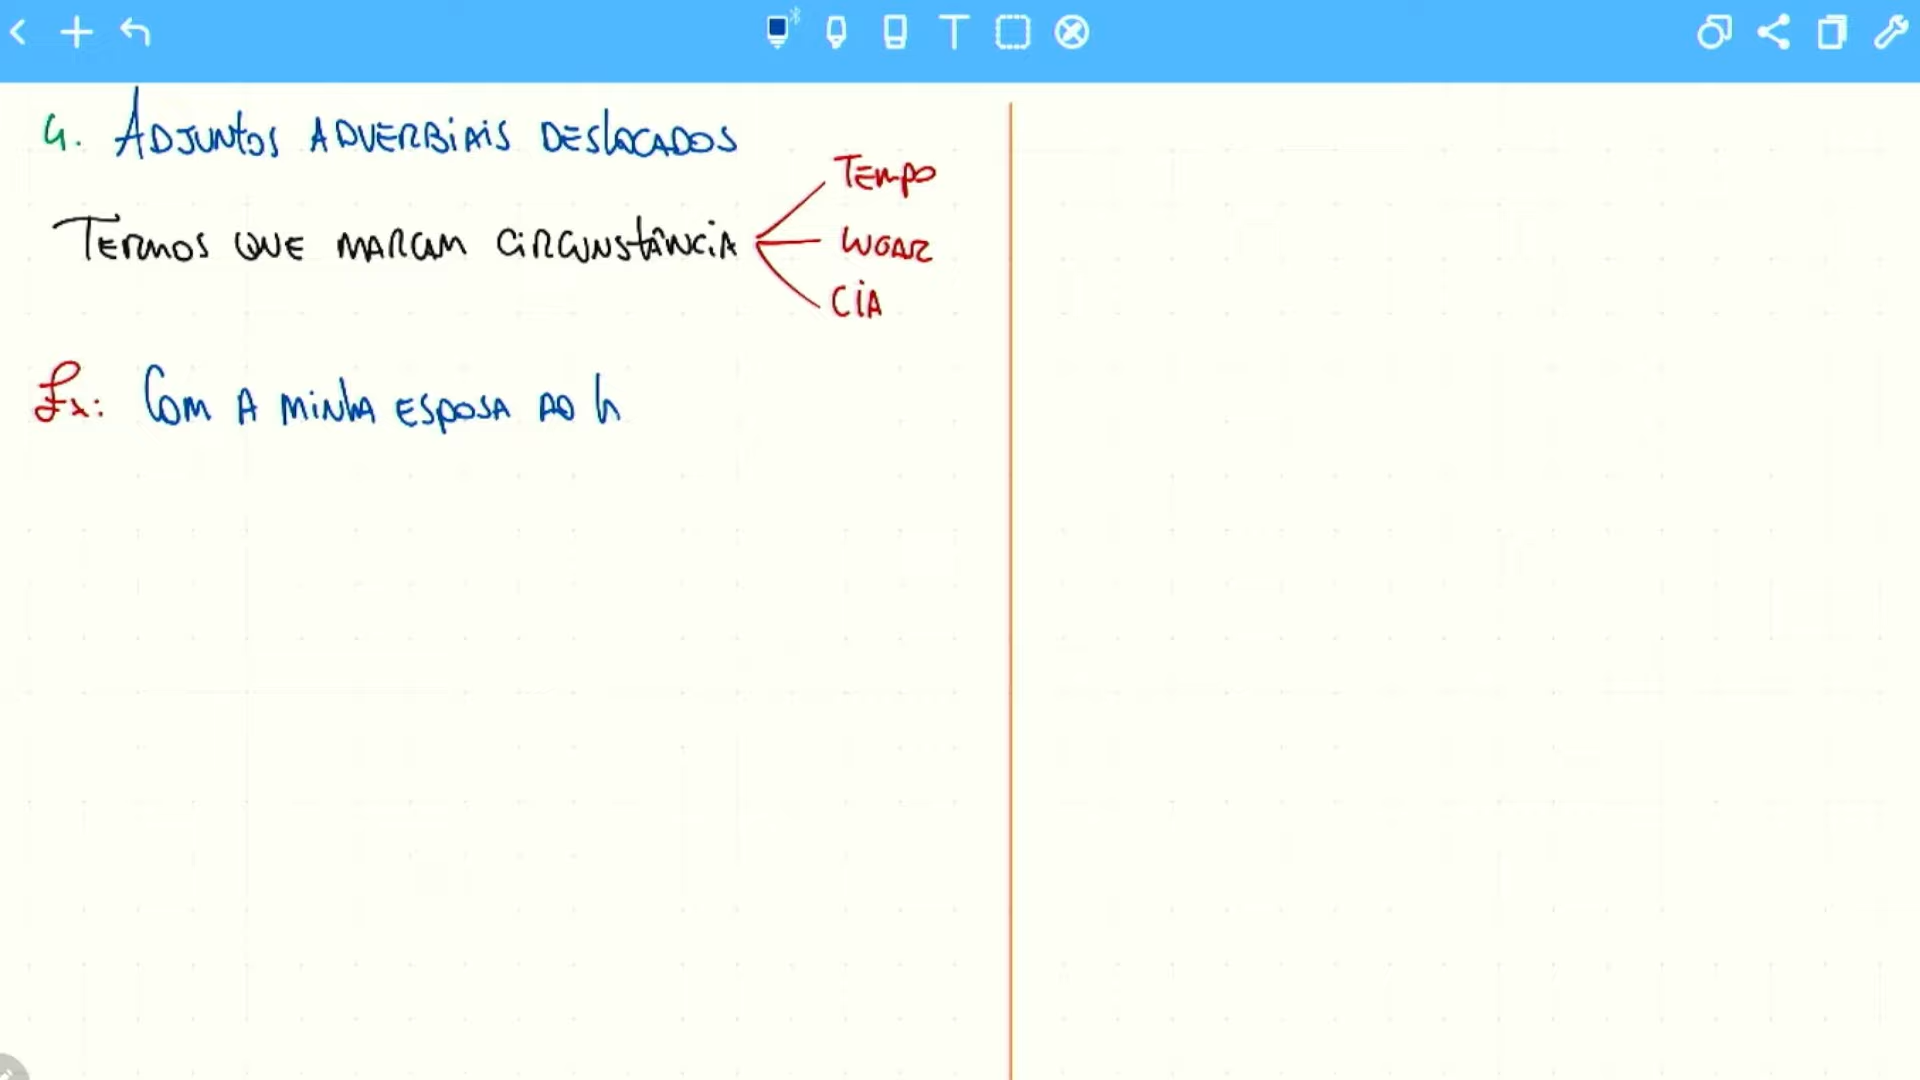 4. ADJUNTOS ADVERBIAIS DESLOCADOS
TERMOS QUE MARCAM CIRCUNSTÂNCIA
TEMPO
LUGAR
CIA
Ex: COM A MINHA ESPOSA AO h